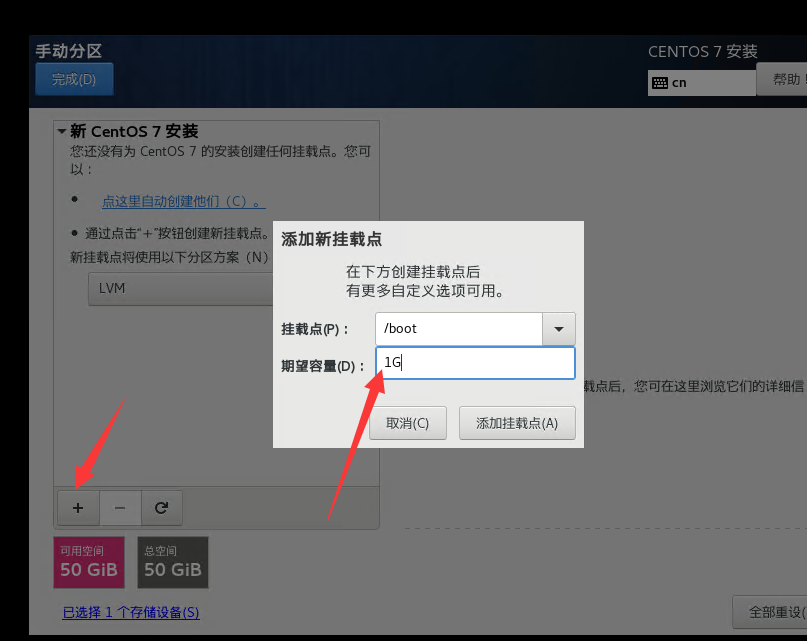 手动分区
CENTOS 7 安装
完成(D)
cn
帮助!
新 CentOS 7 安装
您还没有为 CentOS 7 的安装创建任何挂载点。您可
以：
点这里自动创建他们（C）。
通过点击“+”按钮创建新挂载点。
新挂载点将使用以下分区方案（N）
LVM
添加新挂载点
在下方创建挂载点后
有更多自定义选项可用。
挂载点(P)：
/boot
期望容量(D)：
1G
取消(C)
添加挂载点(A)
载点后，您可在这里浏览它们的详细信
+
−
可用空间
50 GiB
总空间
50 GiB
已选择 1 个存储设备(S)
全部重设(